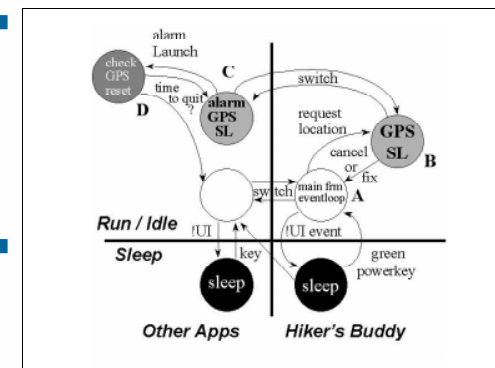 alarm
Launch
check
GPS
reset
D
time
to quit
?
C
alarm
GPS
SL
switch
request
location
GPS
SL
B
cancel
or
fix
switch
main frm
eventloop
A
Run / Idle
!UI
!UI event
Sleep
key
green
powerkey
sleep
sleep
Other Apps
Hiker's Buddy